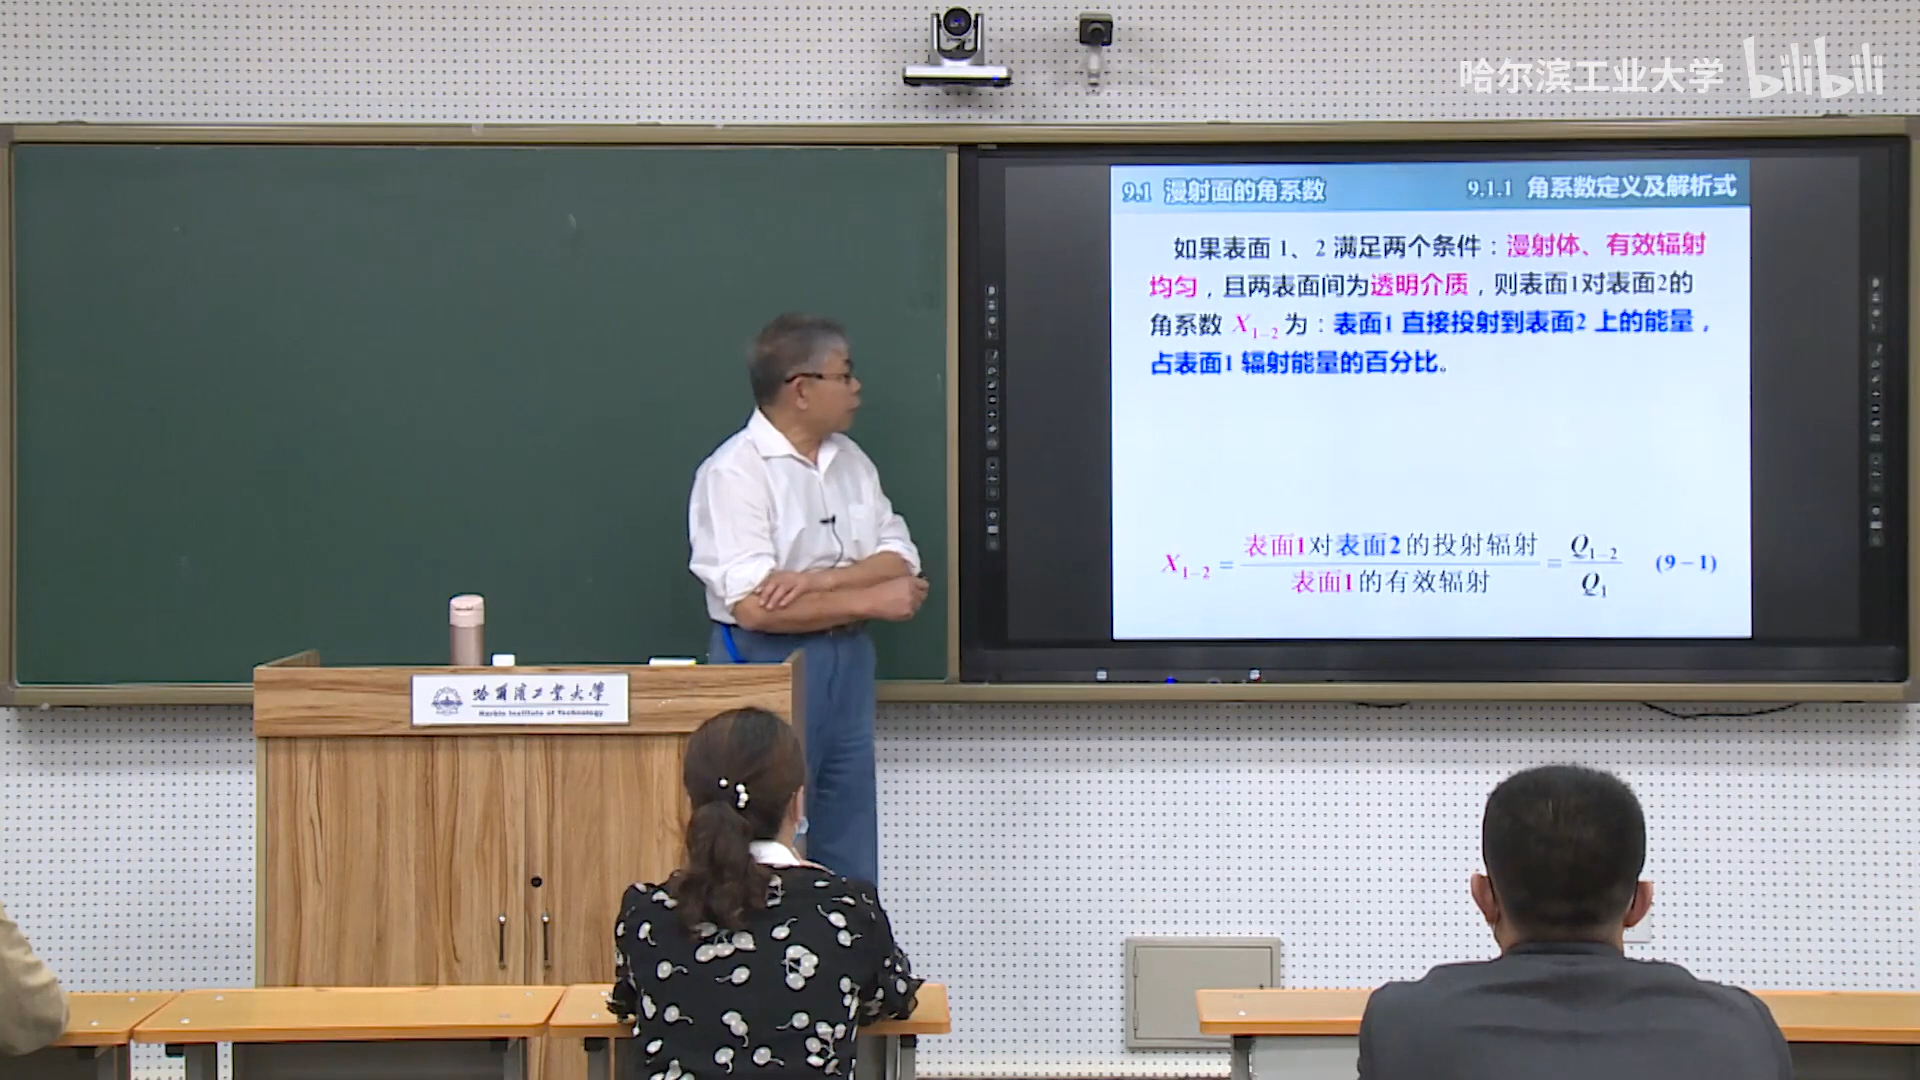 哈尔滨工业大学 bilibili
9.1 漫射面的角系数 9.1.1 角系数定义及解析式
如果表面 1、2 满足两个条件：漫射体、有效辐射
均匀，且两表面间为透明介质，则表面1对表面2的
角系数 X1-2 为：表面1 直接投射到表面2 上的能量，
占表面1 辐射能量的百分比。
X1-2 = 表面1对表面2的投射辐射 / 表面1的有效辐射 = Q1-2 / Q1 (9-1)
哈爾濱工業大學
Harbin Institute of Technology